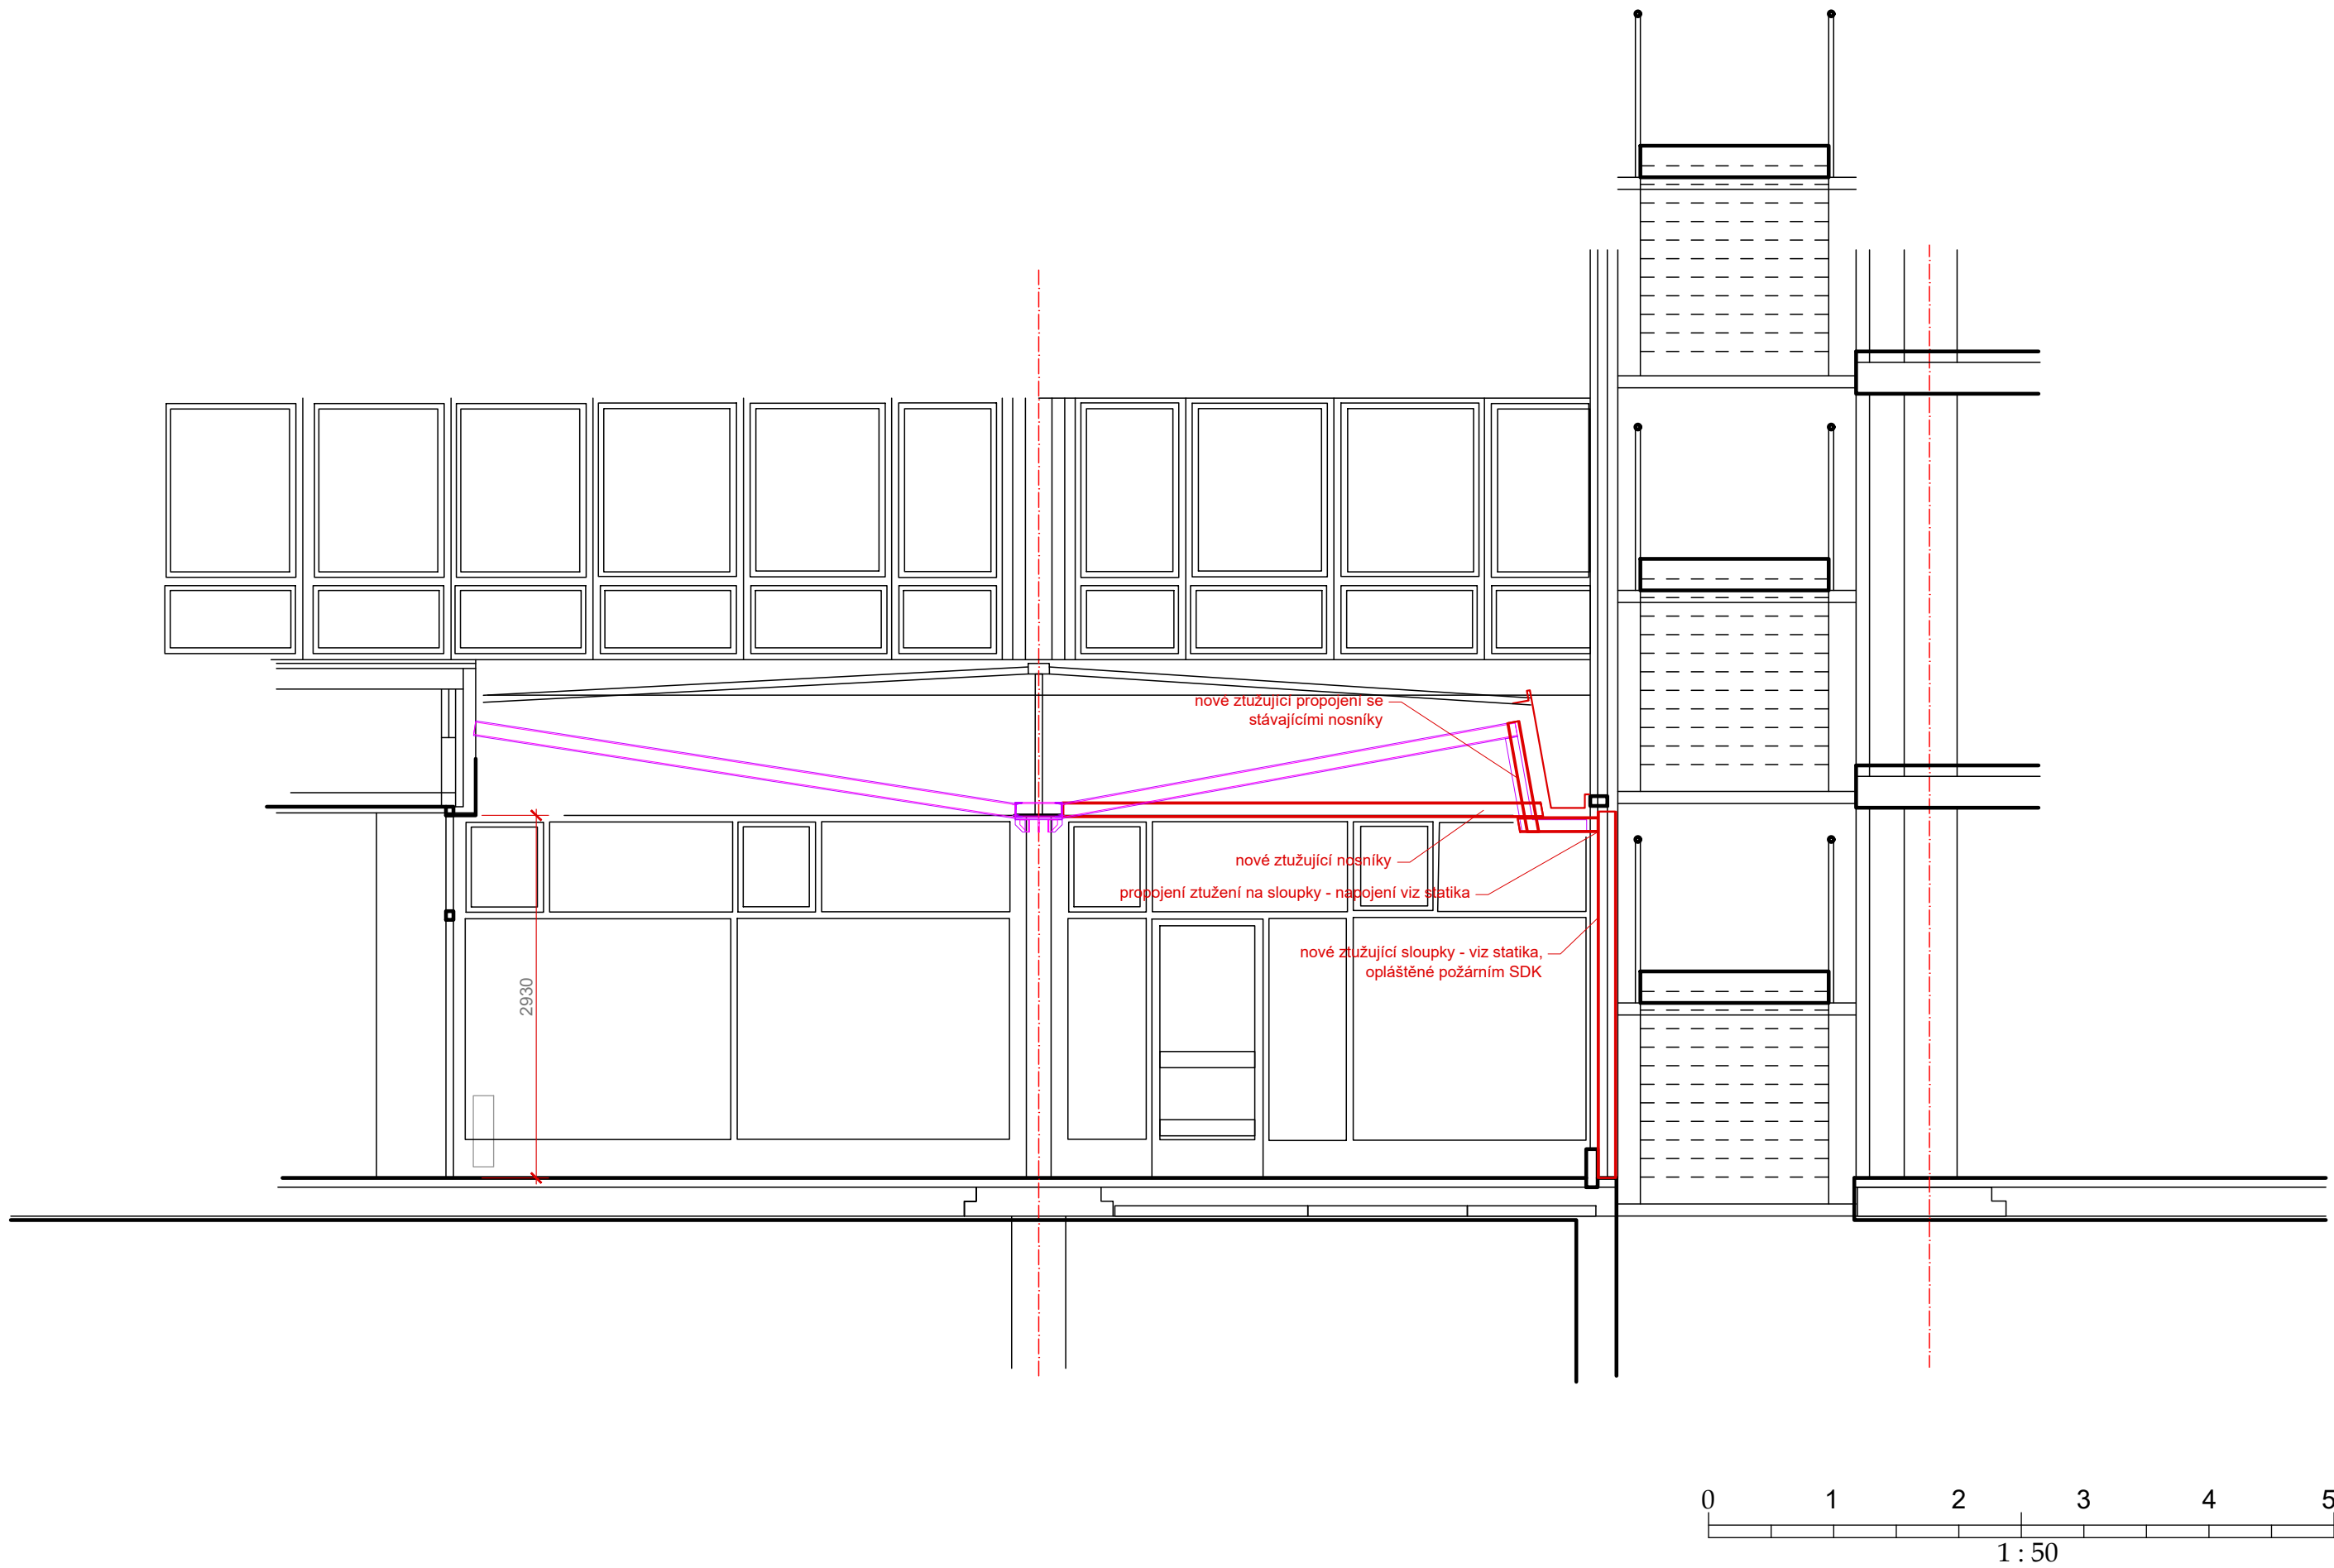 nové ztužující propojení se
stávajícími nosníky
nové ztužující nosníky
propojení ztužení na sloupky - napojení viz statika
nové ztužující sloupky - viz statika,
opláštěné požárním SDK
2930
0 1 2 3 4 5
1 : 50